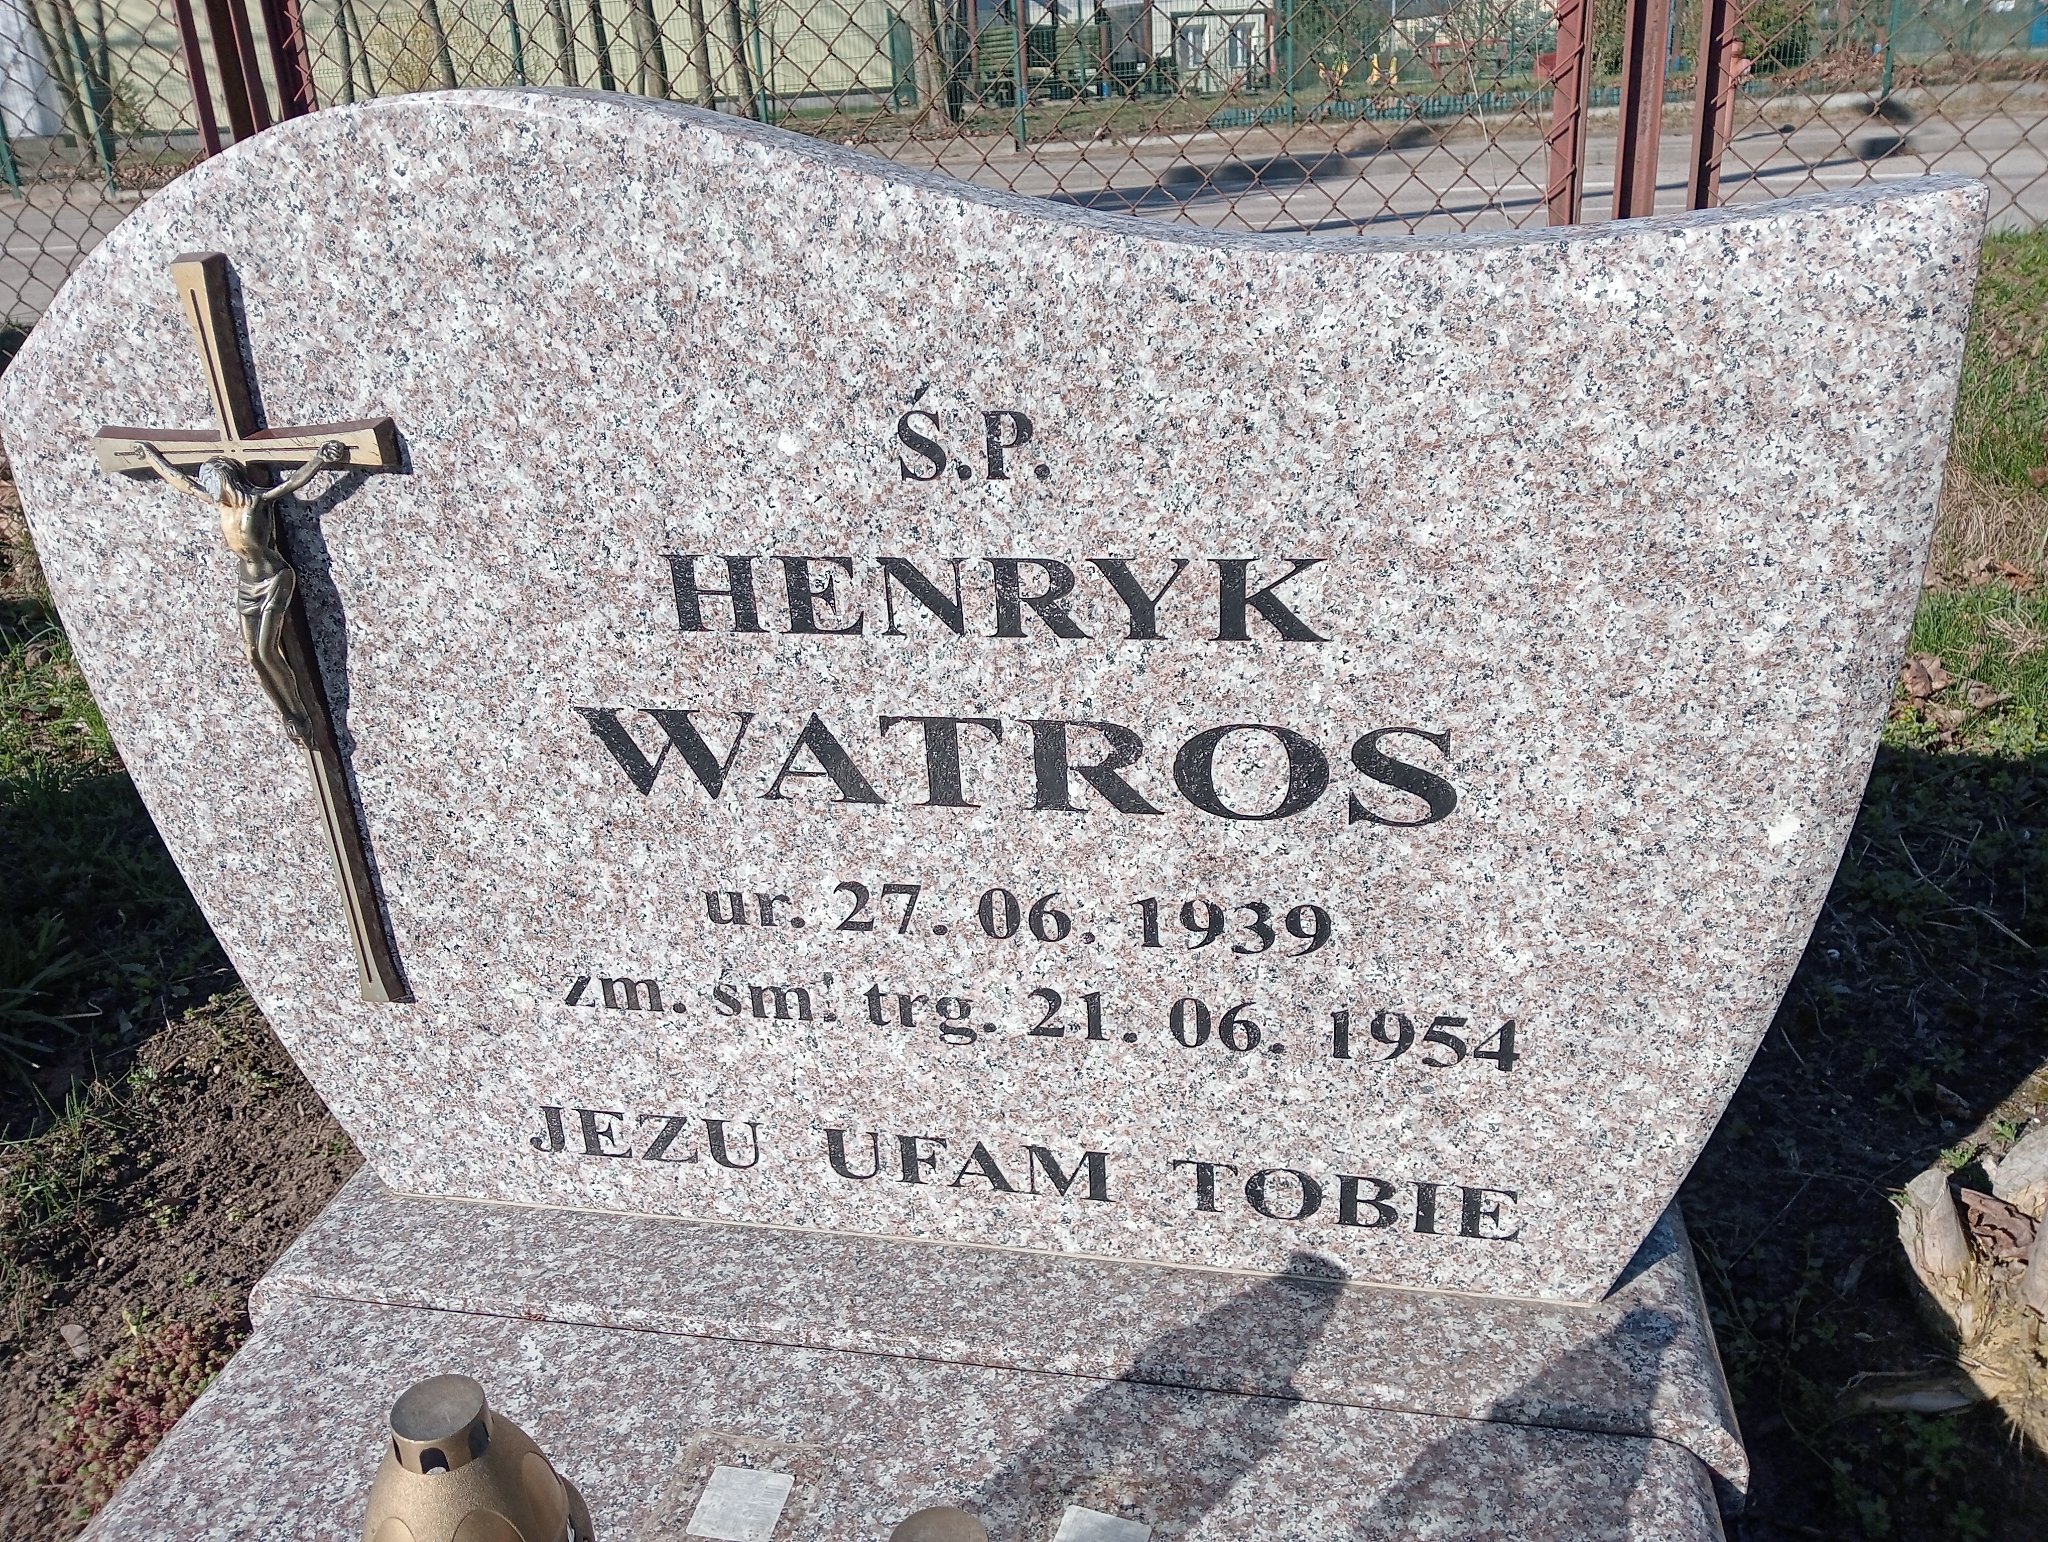 Ś.P.
HENRYK
WATROS
ur. 27. 06. 1939
zm. śm. trg. 21. 06. 1954
JEZU UFAM TOBIE